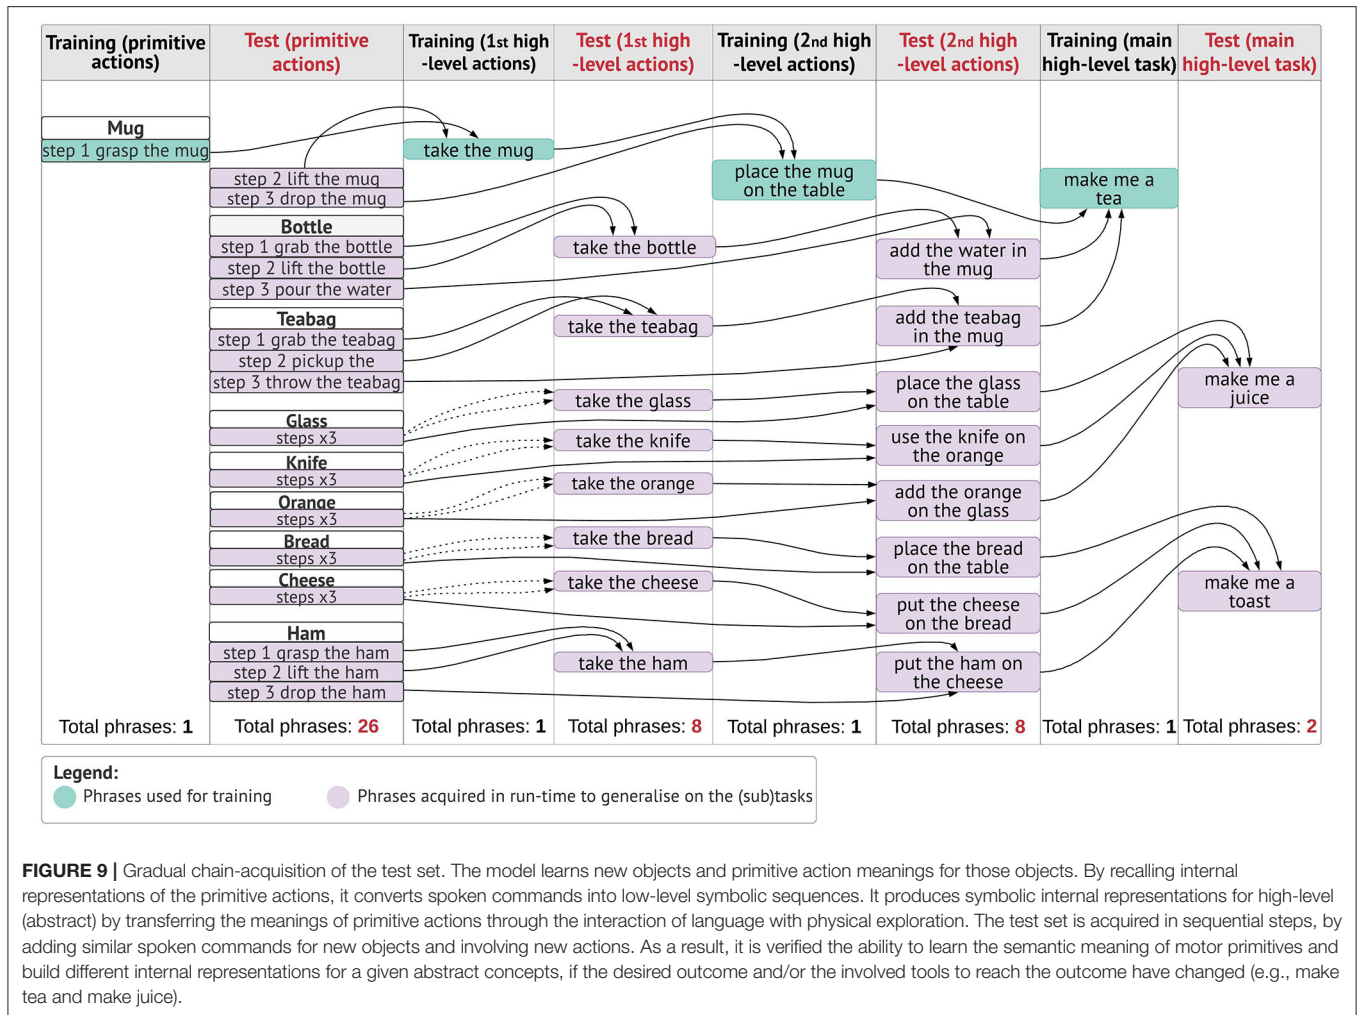 Training (primitive actions)
Test (primitive actions)
Training (1st high -level actions)
Test (1st high -level actions)
Training (2nd high -level actions)
Test (2nd high -level actions)
Training (main high-level task)
Test (main high-level task)
Mug
step 1 grasp the mug
step 2 lift the mug
step 3 drop the mug
Bottle
step 1 grab the bottle
step 2 lift the bottle
step 3 pour the water
Teabag
step 1 grab the teabag
step 2 pickup the
step 3 throw the teabag
Glass
steps x3
Knife
steps x3
Orange
steps x3
Bread
steps x3
Cheese
steps x3
Ham
step 1 grasp the ham
step 2 lift the ham
step 3 drop the ham
take the mug
take the bottle
take the teabag
take the glass
take the knife
take the orange
take the bread
take the cheese
take the ham
place the mug
on the table
add the water in
the mug
add the teabag
in the mug
place the glass
on the table
use the knife on
the orange
add the orange
on the glass
place the bread
on the table
put the cheese
on the bread
put the ham on
the cheese
make me a
tea
make me a
juice
make me a
toast
Total phrases: 1
Total phrases: 26
Total phrases: 1
Total phrases: 8
Total phrases: 1
Total phrases: 8
Total phrases: 1
Total phrases: 2
Legend:
Phrases used for training
Phrases acquired in run-time to generalise on the (sub)tasks
FIGURE 9 | Gradual chain-acquisition of the test set. The model learns new objects and primitive action meanings for those objects. By recalling internal
representations of the primitive actions, it converts spoken commands into low-level symbolic sequences. It produces symbolic internal representations for high-level
(abstract) by transferring the meanings of primitive actions through the interaction of language with physical exploration. The test set is acquired in sequential steps, by
adding similar spoken commands for new objects and involving new actions. As a result, it is verified the ability to learn the semantic meaning of motor primitives and
build different internal representations for a given abstract concepts, if the desired outcome and/or the involved tools to reach the outcome have changed (e.g., make
tea and make juice).